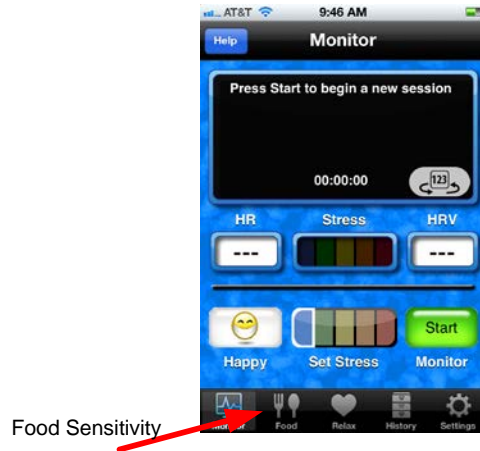 AT&T 9:46 AM
Help Monitor
Press Start to begin a new session
00:00:00 123
HR Stress HRV
--- ---
Start
Happy Set Stress Monitor
Monitor Food Relax History Settings
Food Sensitivity